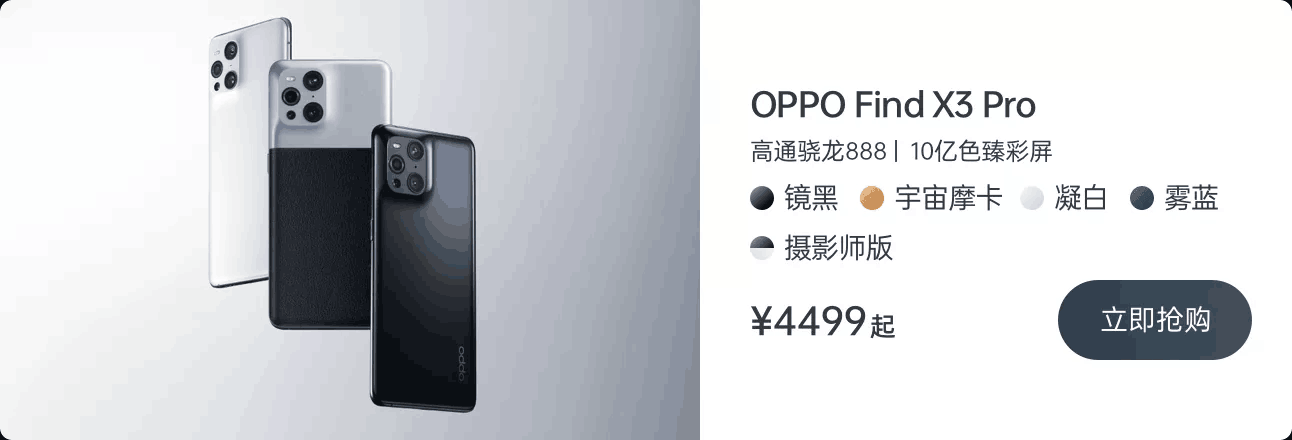 OPPO Find X3 Pro
高通骁龙888 | 10亿色臻彩屏
镜黑 宇宙摩卡 凝白 雾蓝
摄影师版
¥4499起
立即抢购
oppo